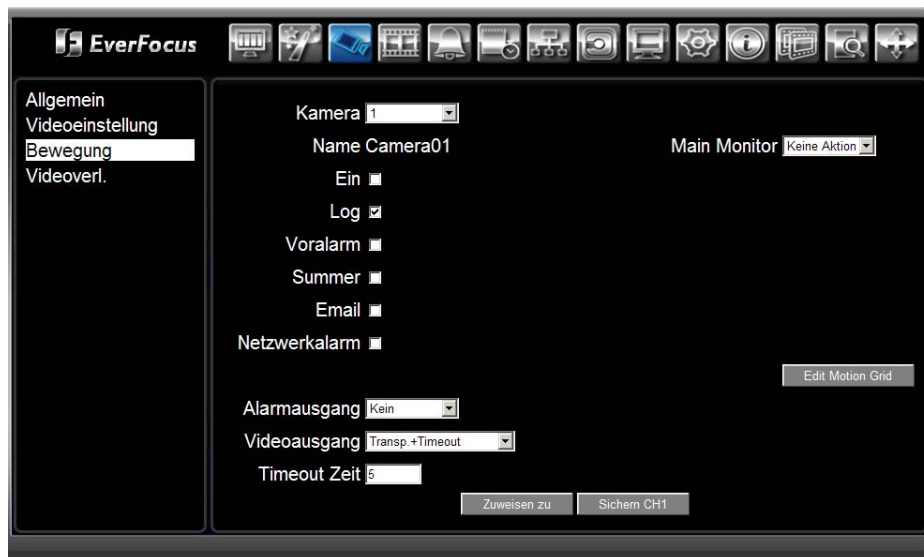 EverFocus
Allgemein
Videoeinstellung
Bewegung
Videoverl.
Kamera 1
Name Camera01
Main Monitor Keine Aktion
Ein
Log
Voralarm
Summer
Email
Netzwerkalarm
Edit Motion Grid
Alarmausgang Kein
Videoausgang Transp.+Timeout
Timeout Zeit 5
Zuweisen zu
Sichern CH1